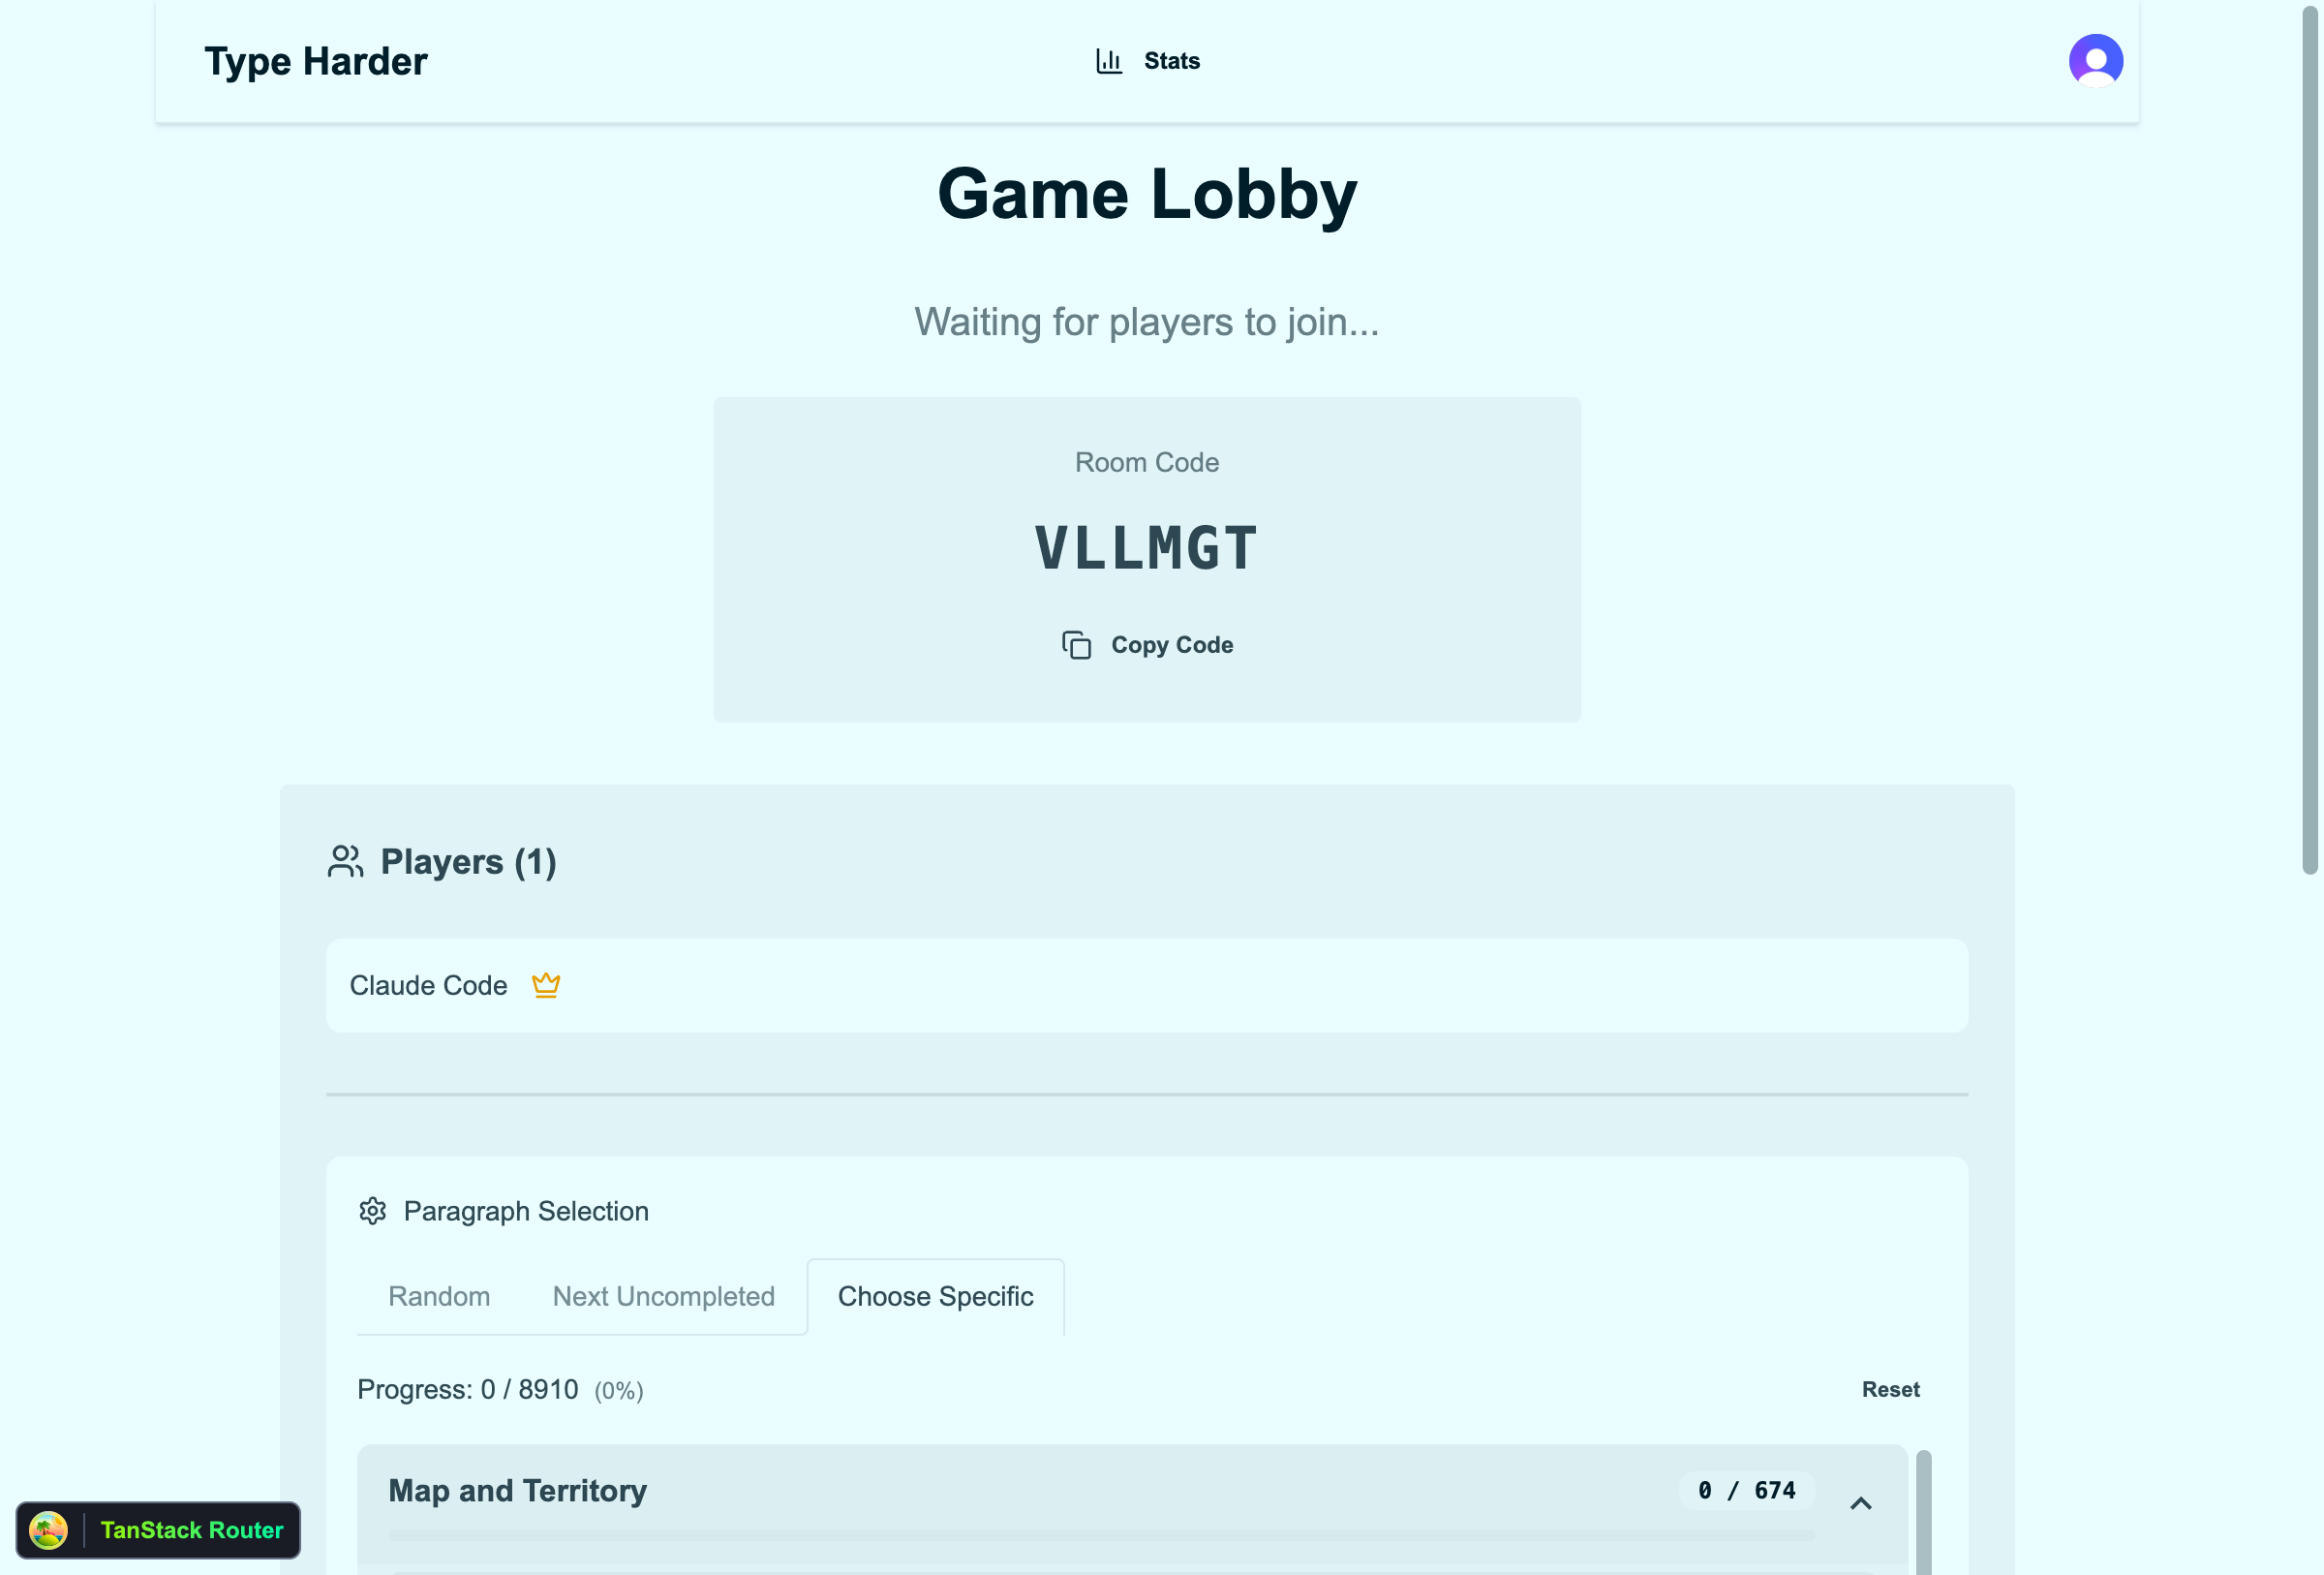 Type Harder
Stats
Game Lobby
Waiting for players to join...
Room Code
VLLMGT
Copy Code
Players (1)
Claude Code
Paragraph Selection
Random
Next Uncompleted
Choose Specific
Progress: 0 / 8910 (0%)
Reset
Map and Territory
0 / 674
TanStack Router